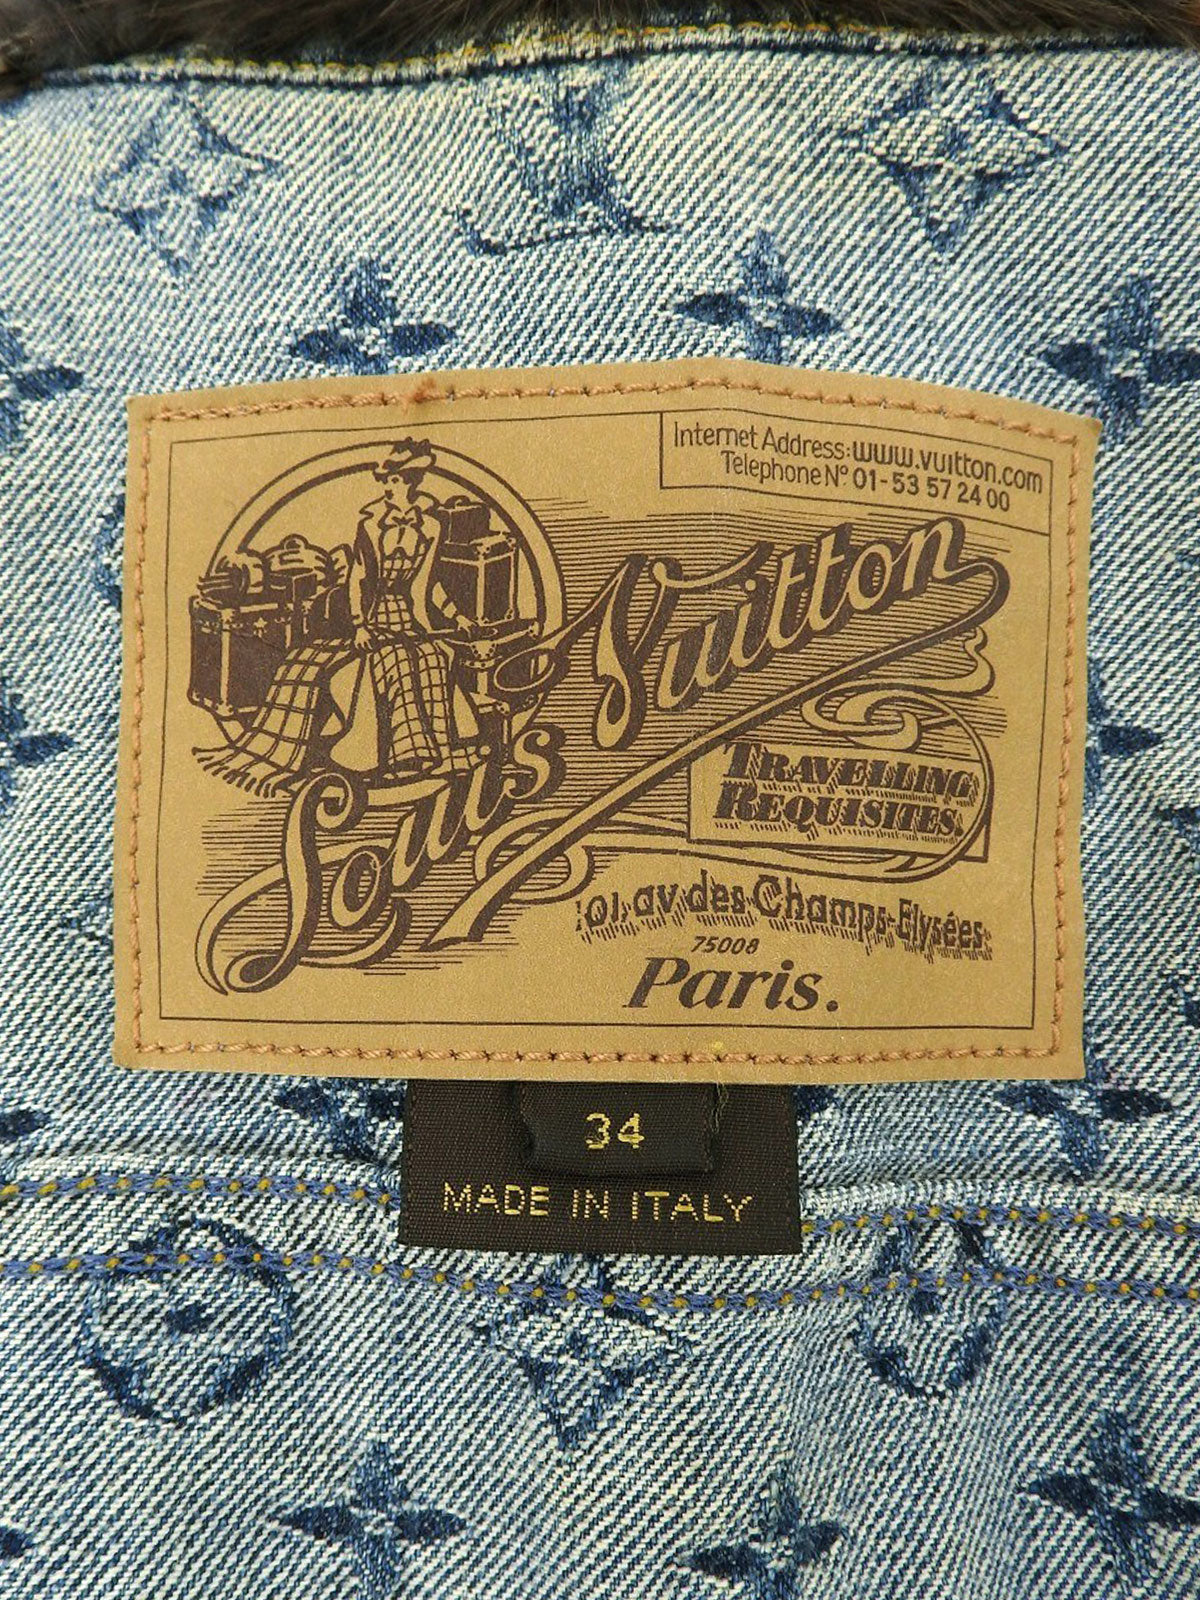 Internet Address: www.vuitton.com
Telephone N° 01-53 57 24 00
Louis Vuitton
TRAVELLING
REQUISITES.
101, av des Champs-Elysées
75008
Paris.
34
MADE IN ITALY